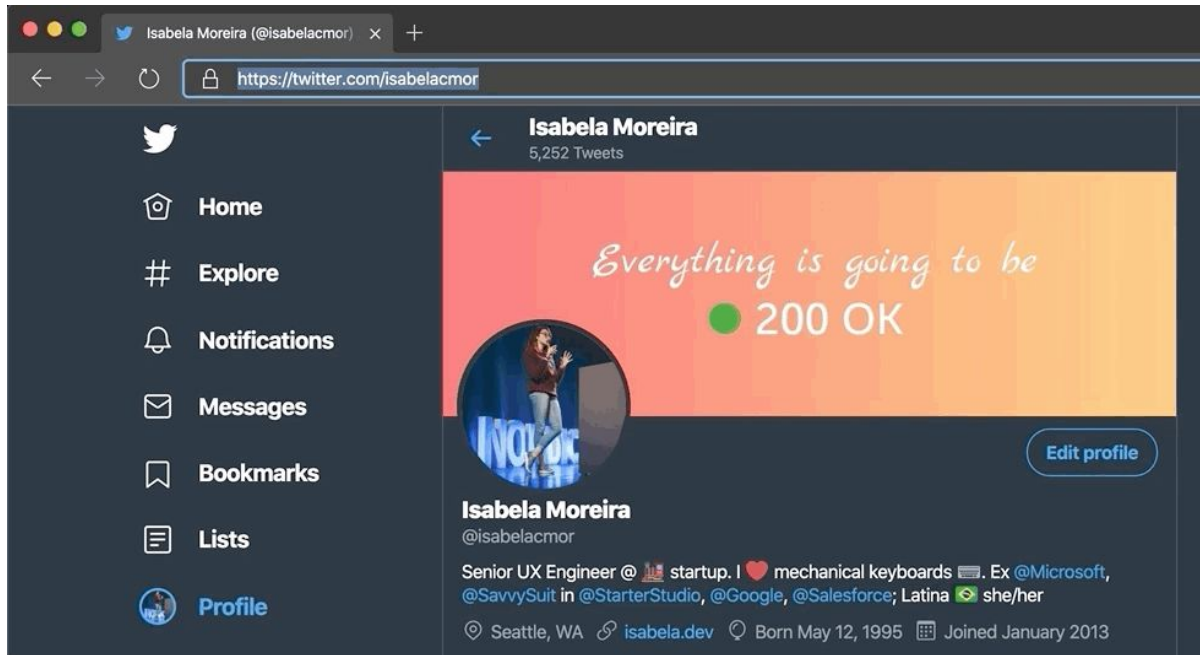 Isabela Moreira (@isabelacmor)
https://twitter.com/isabelacmor
Isabela Moreira
5,252 Tweets
Home
Explore
Notifications
Messages
Bookmarks
Lists
Profile
Everything is going to be
200 OK
Edit profile
Isabela Moreira
@isabelacmor
Senior UX Engineer @ 🏭 startup. I ❤️ mechanical keyboards ⌨️. Ex @Microsoft,
@SavvySuit in @StarterStudio, @Google, @Salesforce; Latina 🇧🇷 she/her
Seattle, WA isabela.dev Born May 12, 1995 Joined January 2013